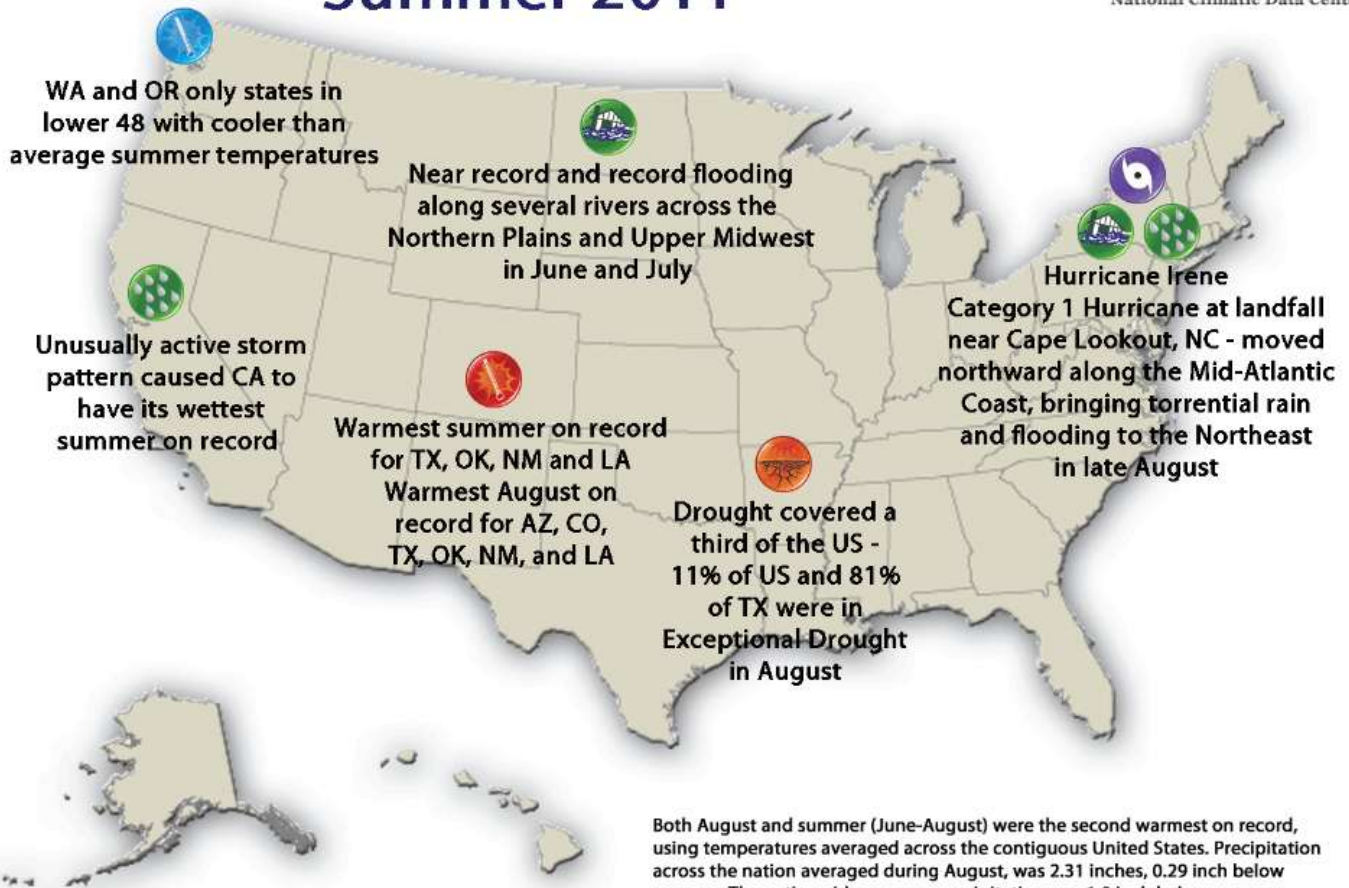 Summer 2011
National Climatic Data Cent
WA and OR only states in
lower 48 with cooler than
average summer temperatures
Near record and record flooding
along several rivers across the
Northern Plains and Upper Midwest
in June and July
Hurricane Irene
Category 1 Hurricane at landfall
near Cape Lookout, NC - moved
northward along the Mid-Atlantic
Coast, bringing torrential rain
and flooding to the Northeast
in late August
Unusually active storm
pattern caused CA to
have its wettest
summer on record
Warmest summer on record
for TX, OK, NM and LA
Warmest August on
record for AZ, CO,
TX, OK, NM, and LA
Drought covered a
third of the US -
11% of US and 81%
of TX were in
Exceptional Drought
in August
Both August and summer (June-August) were the second warmest on record,
using temperatures averaged across the contiguous United States. Precipitation
across the nation averaged during August, was 2.31 inches, 0.29 inch below